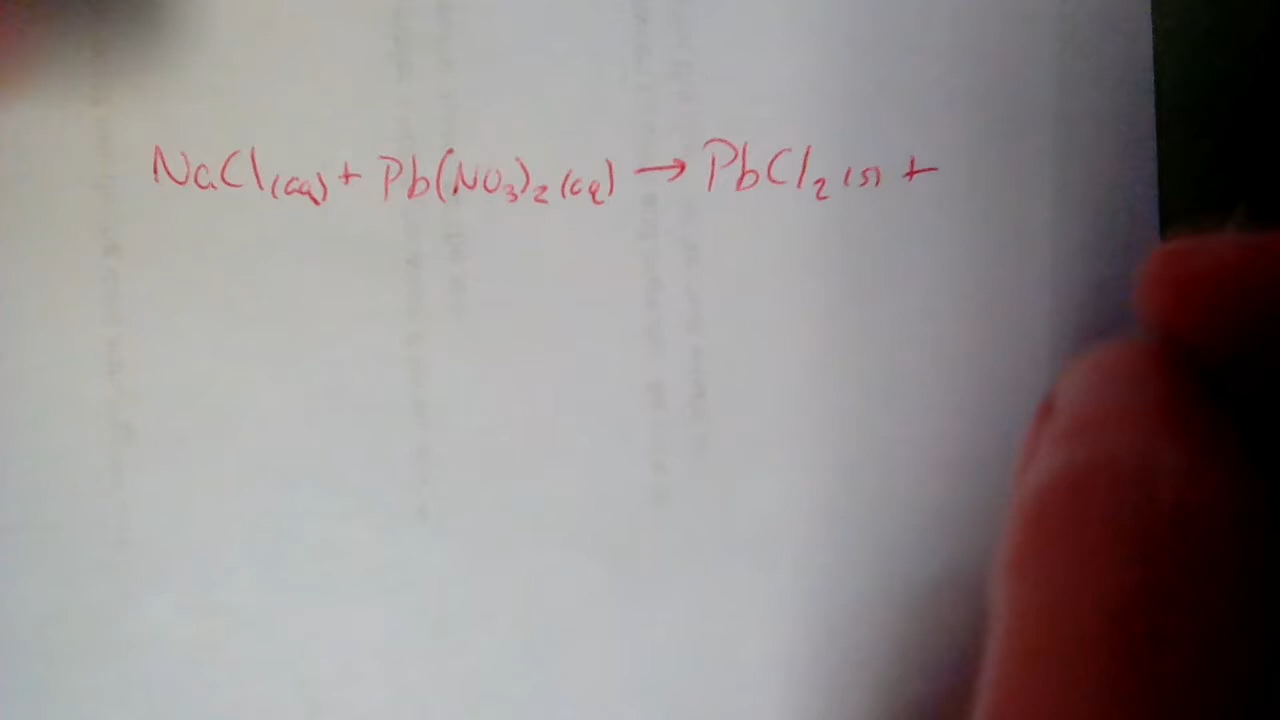 NaCl(aq) + Pb(NO₃)₂(aq) → PbCl₂(s) +